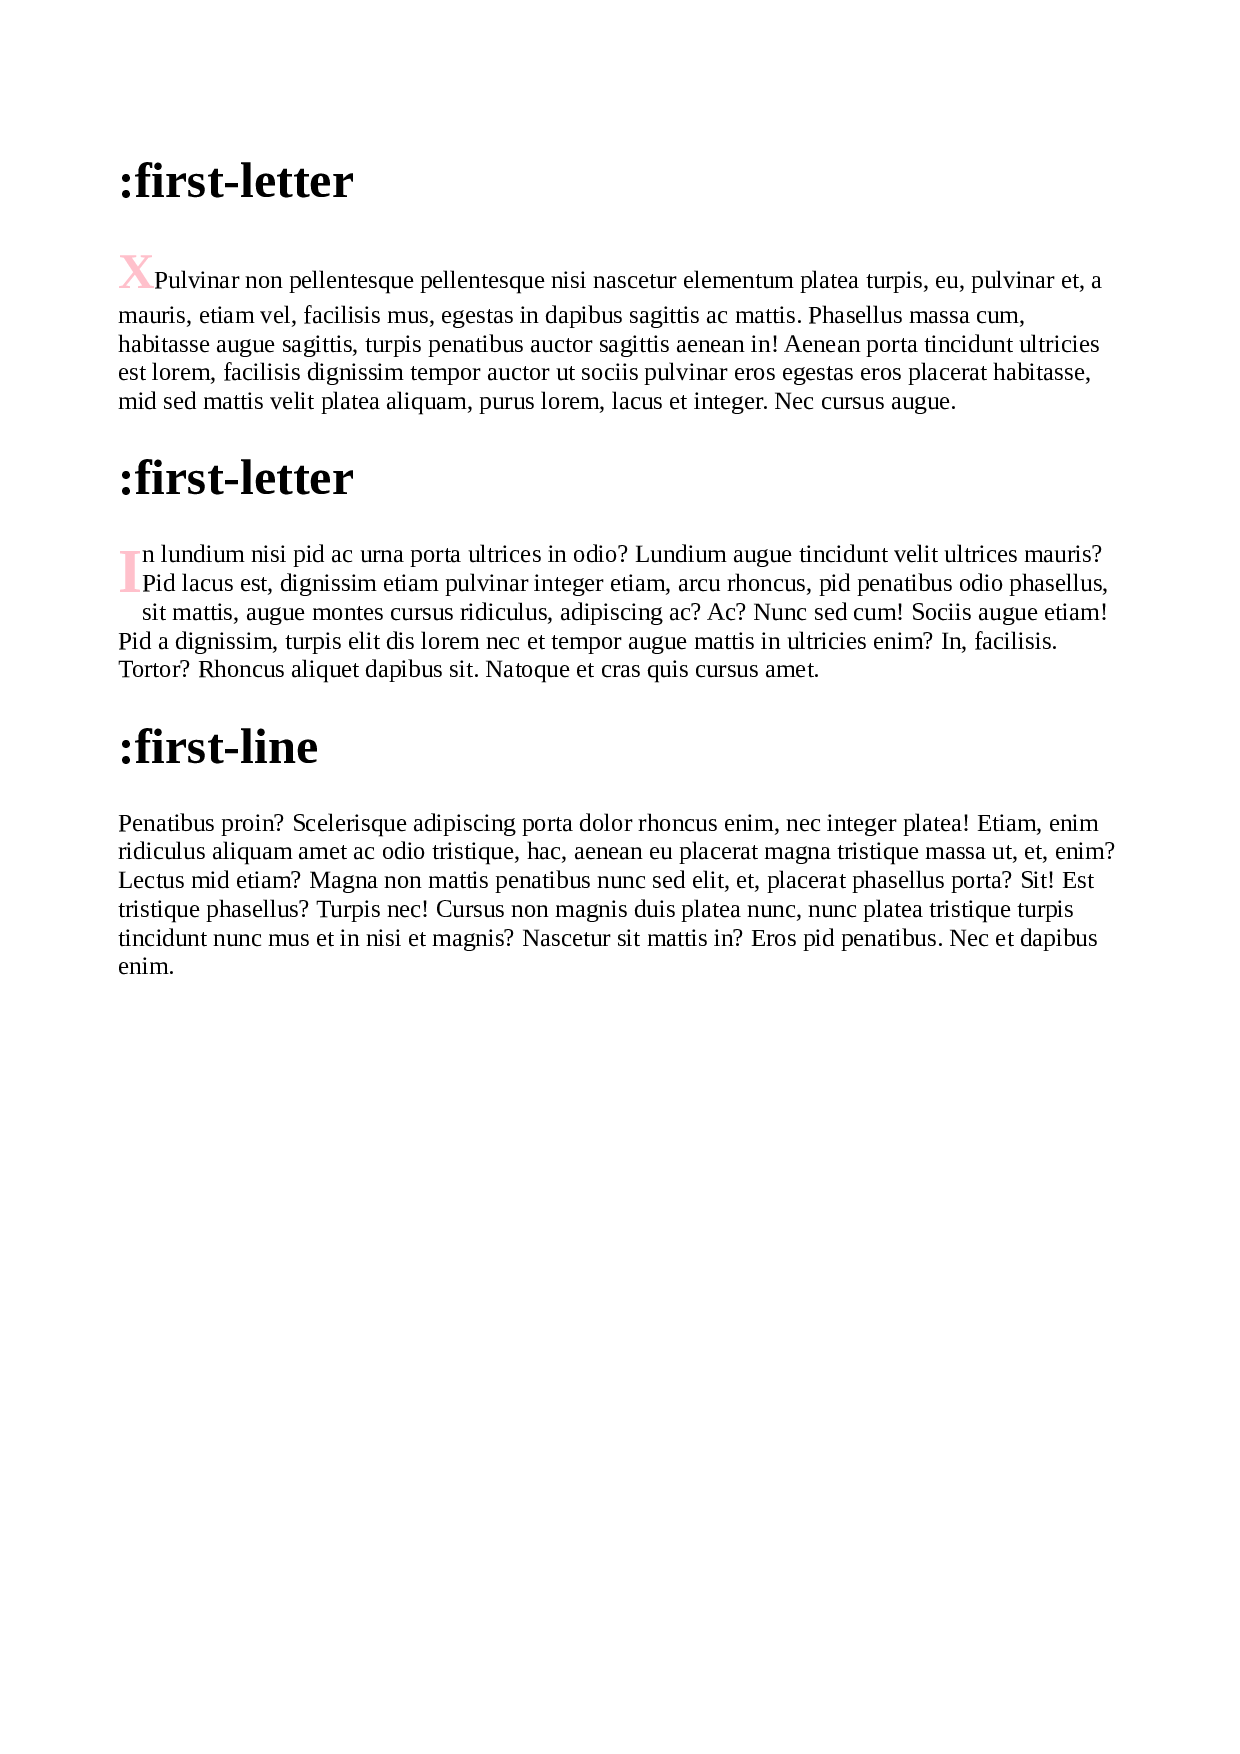 :first-letter
XPulvinar non pellentesque pellentesque nisi nascetur elementum platea turpis, eu, pulvinar et, a
mauris, etiam vel, facilisis mus, egestas in dapibus sagittis ac mattis. Phasellus massa cum,
habitasse augue sagittis, turpis penatibus auctor sagittis aenean in! Aenean porta tincidunt ultricies
est lorem, facilisis dignissim tempor auctor ut sociis pulvinar eros egestas eros placerat habitasse,
mid sed mattis velit platea aliquam, purus lorem, lacus et integer. Nec cursus augue.
:first-letter
In lundium nisi pid ac urna porta ultrices in odio? Lundium augue tincidunt velit ultrices mauris?
Pid lacus est, dignissim etiam pulvinar integer etiam, arcu rhoncus, pid penatibus odio phasellus,
sit mattis, augue montes cursus ridiculus, adipiscing ac? Ac? Nunc sed cum! Sociis augue etiam!
Pid a dignissim, turpis elit dis lorem nec et tempor augue mattis in ultricies enim? In, facilisis.
Tortor? Rhoncus aliquet dapibus sit. Natoque et cras quis cursus amet.
:first-line
Penatibus proin? Scelerisque adipiscing porta dolor rhoncus enim, nec integer platea! Etiam, enim
ridiculus aliquam amet ac odio tristique, hac, aenean eu placerat magna tristique massa ut, et, enim?
Lectus mid etiam? Magna non mattis penatibus nunc sed elit, et, placerat phasellus porta? Sit! Est
tristique phasellus? Turpis nec! Cursus non magnis duis platea nunc, nunc platea tristique turpis
tincidunt nunc mus et in nisi et magnis? Nascetur sit mattis in? Eros pid penatibus. Nec et dapibus
enim.